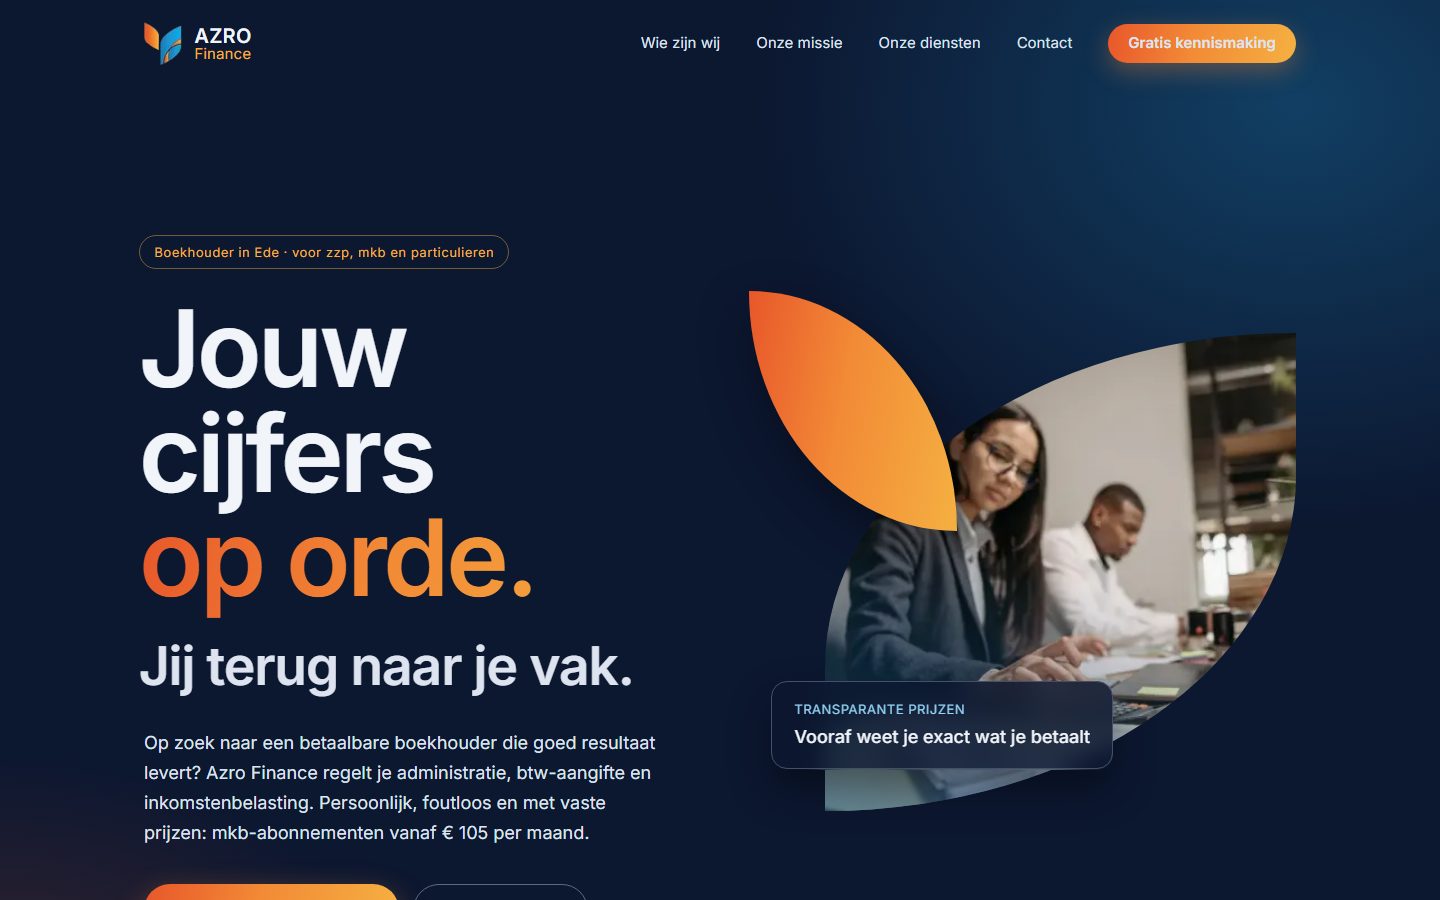 AZRO
Finance
Wie zijn wij
Onze missie
Onze diensten
Contact
Gratis kennismaking
Boekhouder in Ede · voor zzp, mkb en particulieren
Jouw
cijfers
op orde.
Jij terug naar je vak.
Op zoek naar een betaalbare boekhouder die goed resultaat
levert? Azro Finance regelt je administratie, btw-aangifte en
inkomstenbelasting. Persoonlijk, foutloos en met vaste
prijzen: mkb-abonnementen vanaf € 105 per maand.
TRANSPARANTE PRIJZEN
Vooraf weet je exact wat je betaalt